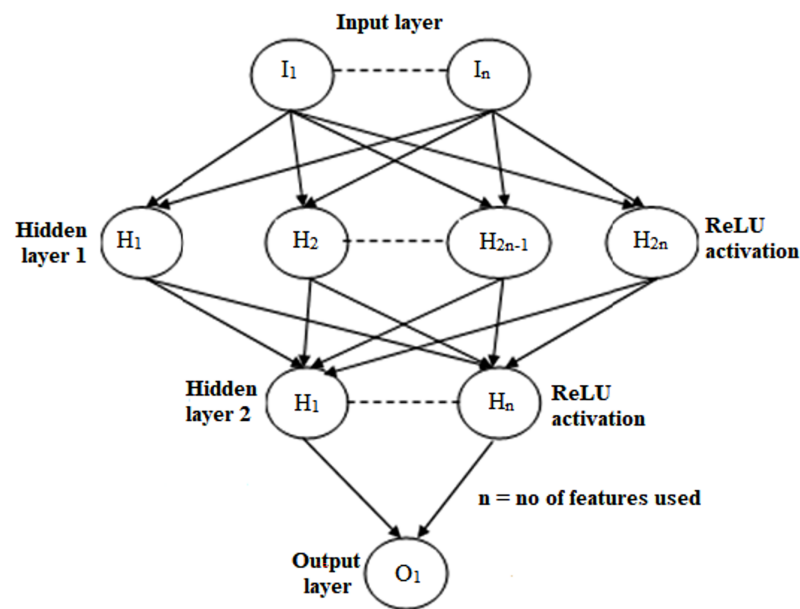 Input layer
I1
In
Hidden
layer 1
H1
H2
H2n-1
H2n
ReLU
activation
Hidden
layer 2
H1
Hn
ReLU
activation
n = no of features used
Output
layer
O1